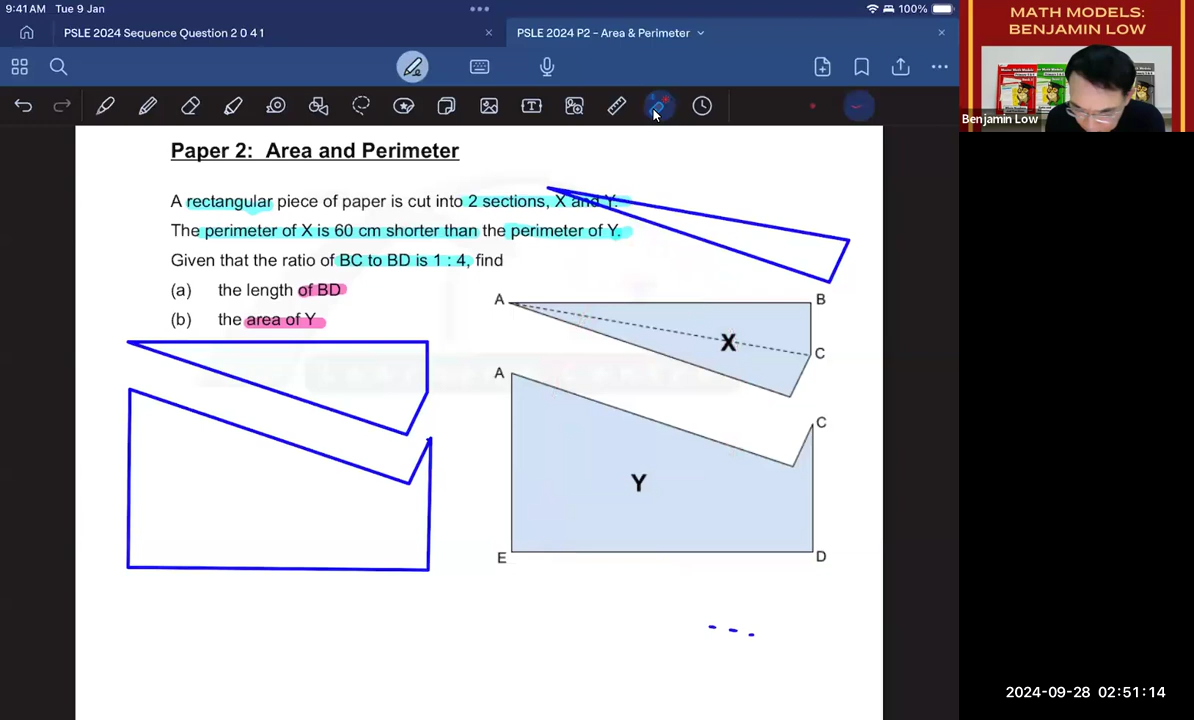 9:41 AM Tue 9 Jan
100%
PSLE 2024 Sequence Question 2 0 4 1
PSLE 2024 P2 - Area & Perimeter
MATH MODELS:
BENJAMIN LOW
Benjamin Low
Paper 2: Area and Perimeter
A rectangular piece of paper is cut into 2 sections, X and Y.
The perimeter of X is 60 cm shorter than the perimeter of Y.
Given that the ratio of BC to BD is 1 : 4, find
(a) the length of BD
(b) the area of Y
A
B
X
C
A
C
Y
E
D
2024-09-28 02:51:14